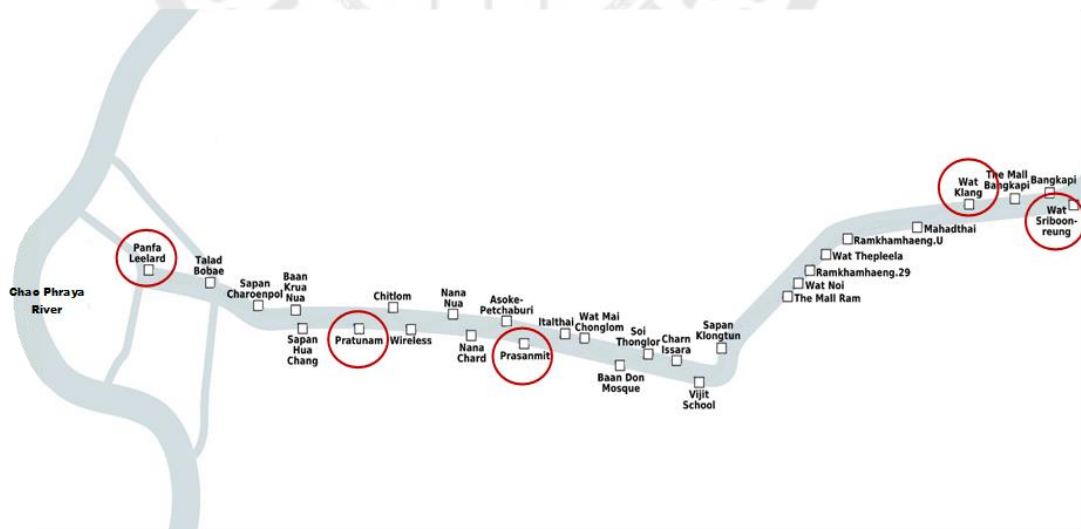 Chao Phraya
River
Panfa
Leelard
Talad
Bobae
Sapan
Charoenpol
Baan
Krua
Nua
Sapan
Hua
Chang
Pratunam
Chitlom
Wireless
Nana
Nua
Nana
Chard
Asoke-
Petchaburi
Prasanmit
Italthai
Wat Mai
Chonglom
Baan Don
Mosque
Soi
Thonglor
Charn
Issara
Vijit
School
Sapan
Klongtun
The Mall Ram
Wat Noi
Ramkhamhaeng.29
Wat Thepleela
Ramkhamhaeng.U
Mahadthai
Wat
Klang
The Mall
Bangkapi
Bangkapi
Wat
Sriboon-
reung